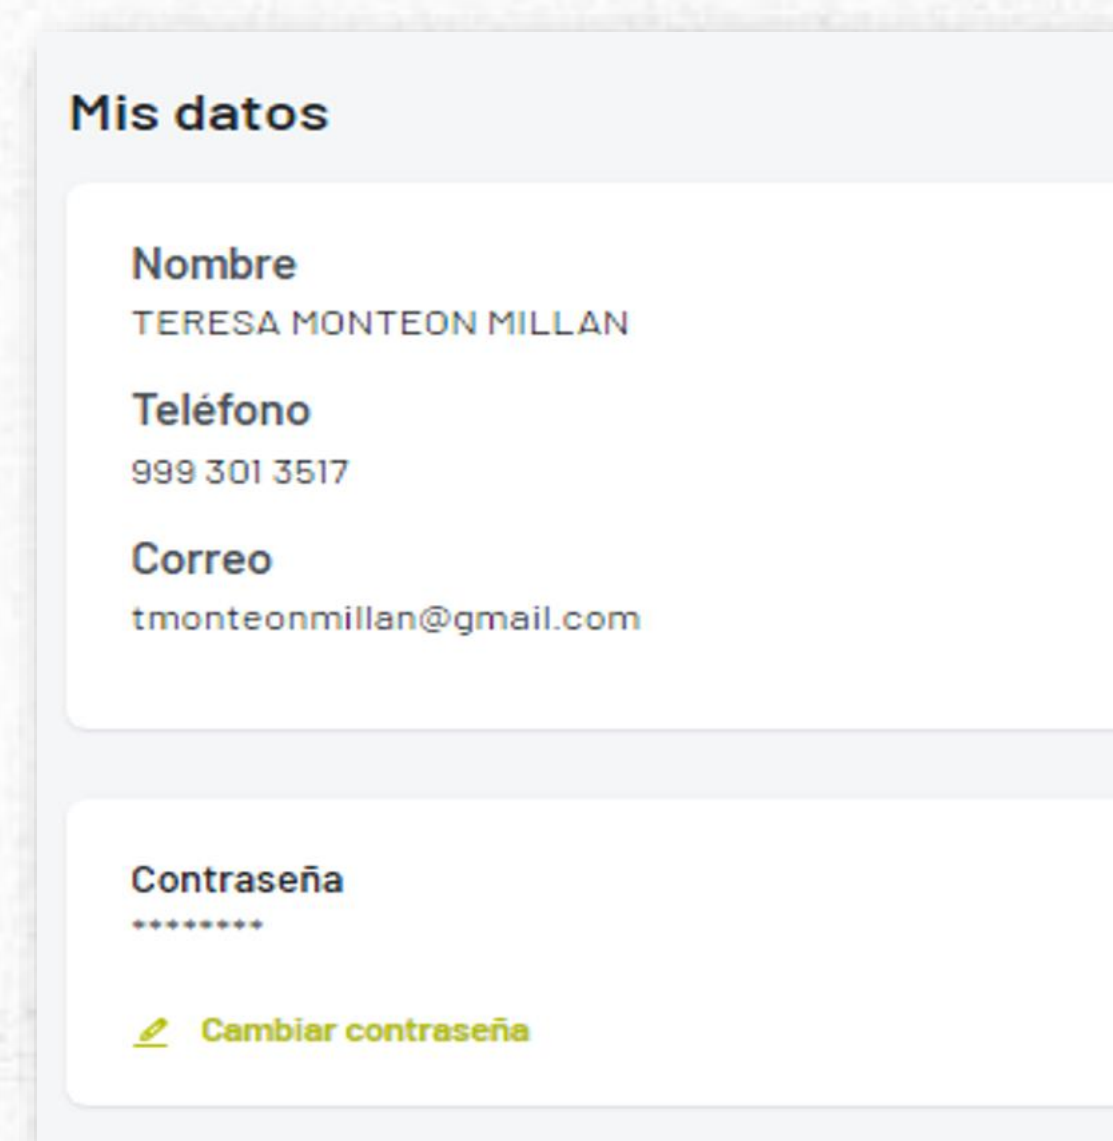 Mis datos
Nombre
TERESA MONTEON MILLAN
Teléfono
999 301 3517
Correo
tmonteonmillan@gmail.com
Contraseña
********
Cambiar contraseña